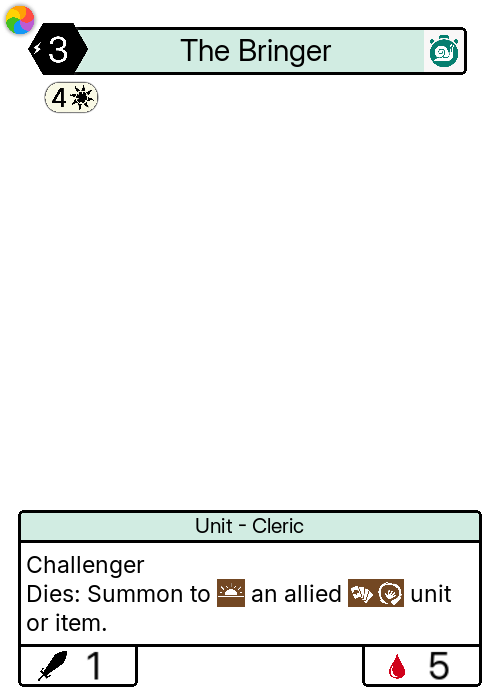 3
The Bringer
4
Unit - Cleric
Challenger
Dies: Summon to an allied unit
or item.
1
5